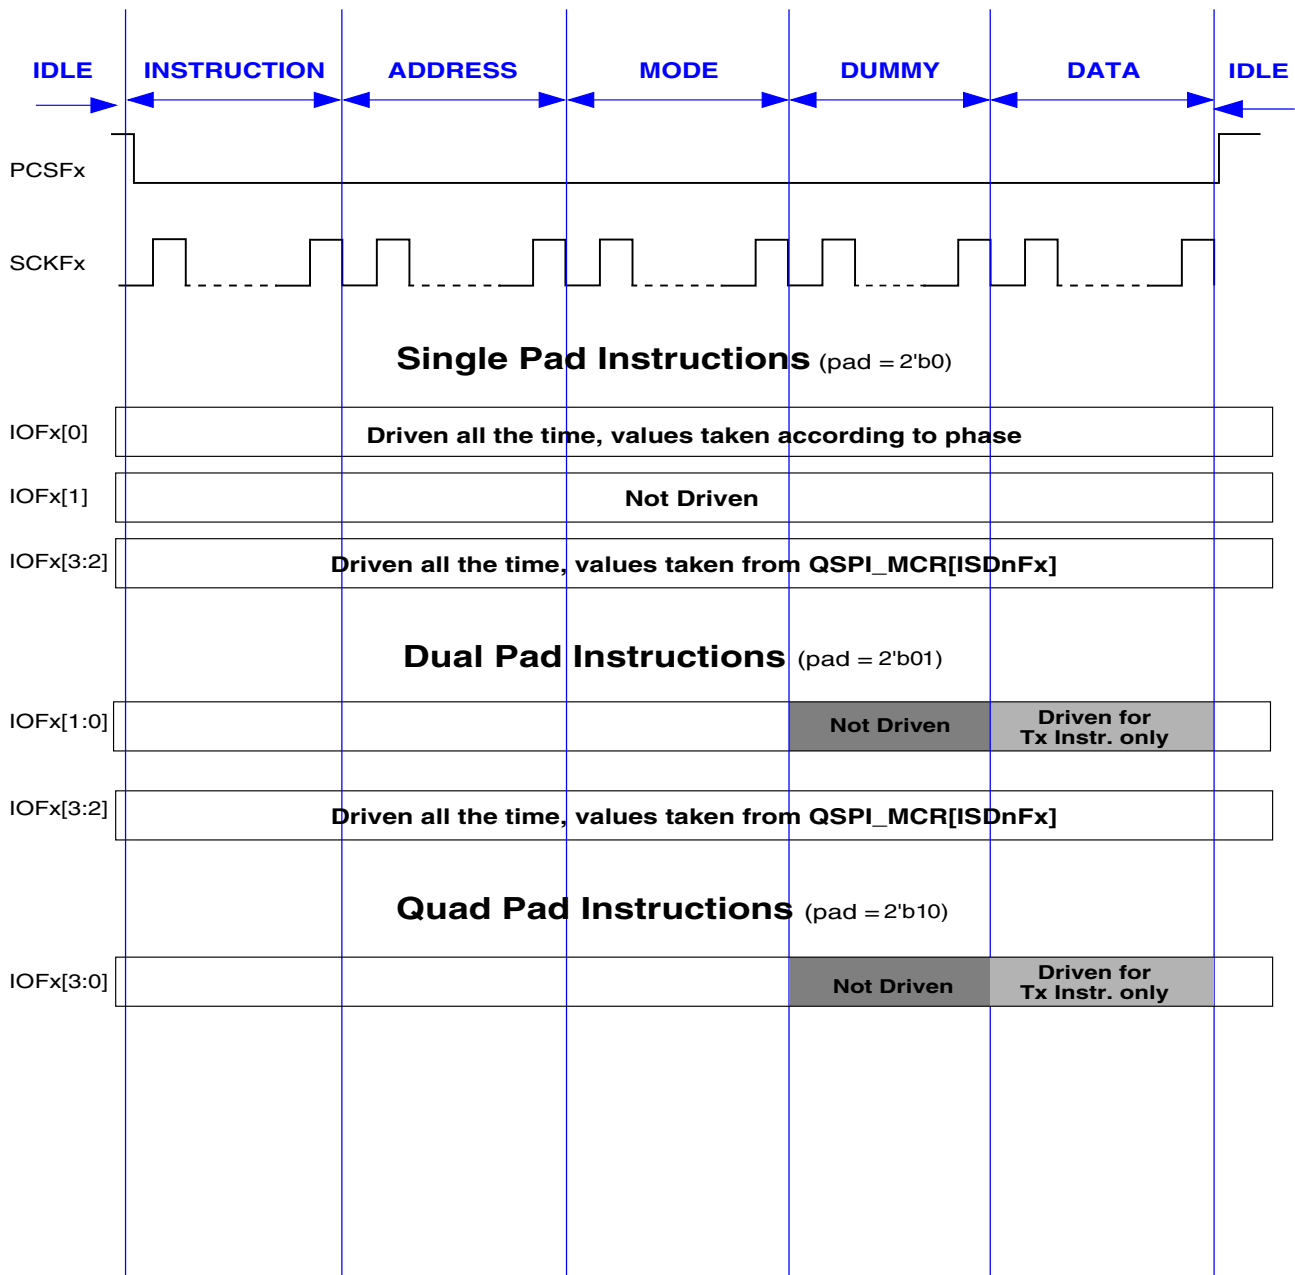 IDLE INSTRUCTION ADDRESS MODE DUMMY DATA IDLE
PCSFx
SCKFx
Single Pad Instructions (pad = 2'b0)
IOFx[0] Driven all the time, values taken according to phase
IOFx[1] Not Driven
IOFx[3:2] Driven all the time, values taken from QSPI_MCR[ISDnFx]
Dual Pad Instructions (pad = 2'b01)
IOFx[1:0] Not Driven Driven for
Tx Instr. only
IOFx[3:2] Driven all the time, values taken from QSPI_MCR[ISDnFx]
Quad Pad Instructions (pad = 2'b10)
IOFx[3:0] Not Driven Driven for
Tx Instr. only